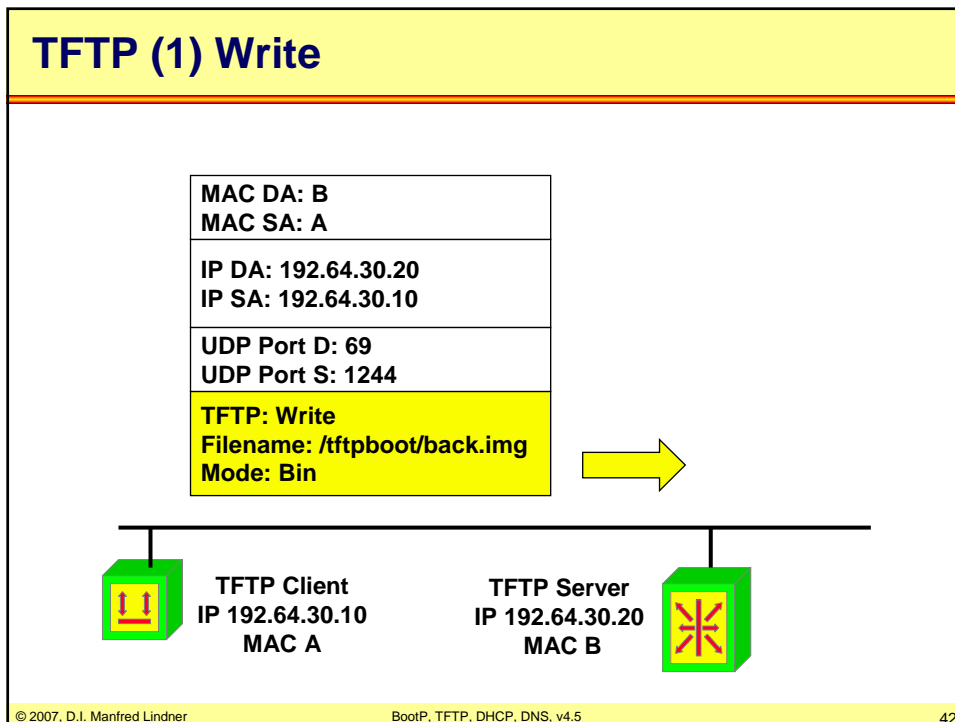 TFTP (1) Write
MAC DA: B
MAC SA: A
IP DA: 192.64.30.20
IP SA: 192.64.30.10
UDP Port D: 69
UDP Port S: 1244
TFTP: Write
Filename: /tftpboot/back.img
Mode: Bin
TFTP Client
IP 192.64.30.10
MAC A
TFTP Server
IP 192.64.30.20
MAC B
© 2007, D.I. Manfred Lindner
BootP, TFTP, DHCP, DNS, v4.5
42